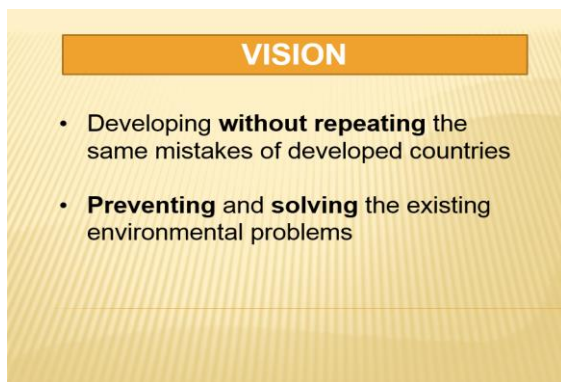 VISION
• Developing without repeating the
same mistakes of developed countries
• Preventing and solving the existing
environmental problems